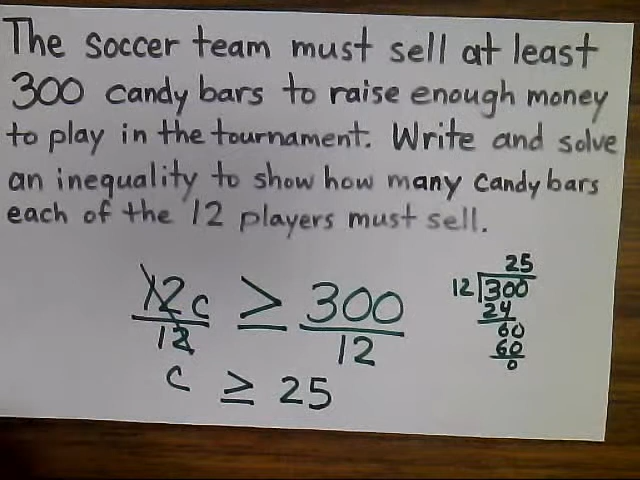 The soccer team must sell at least
300 candy bars to raise enough money
to play in the tournament. Write and solve
an inequality to show how many candy bars
each of the 12 players must sell.
12c ≥ 300
12 12
c ≥ 25
25
12 300
24
60
60
0